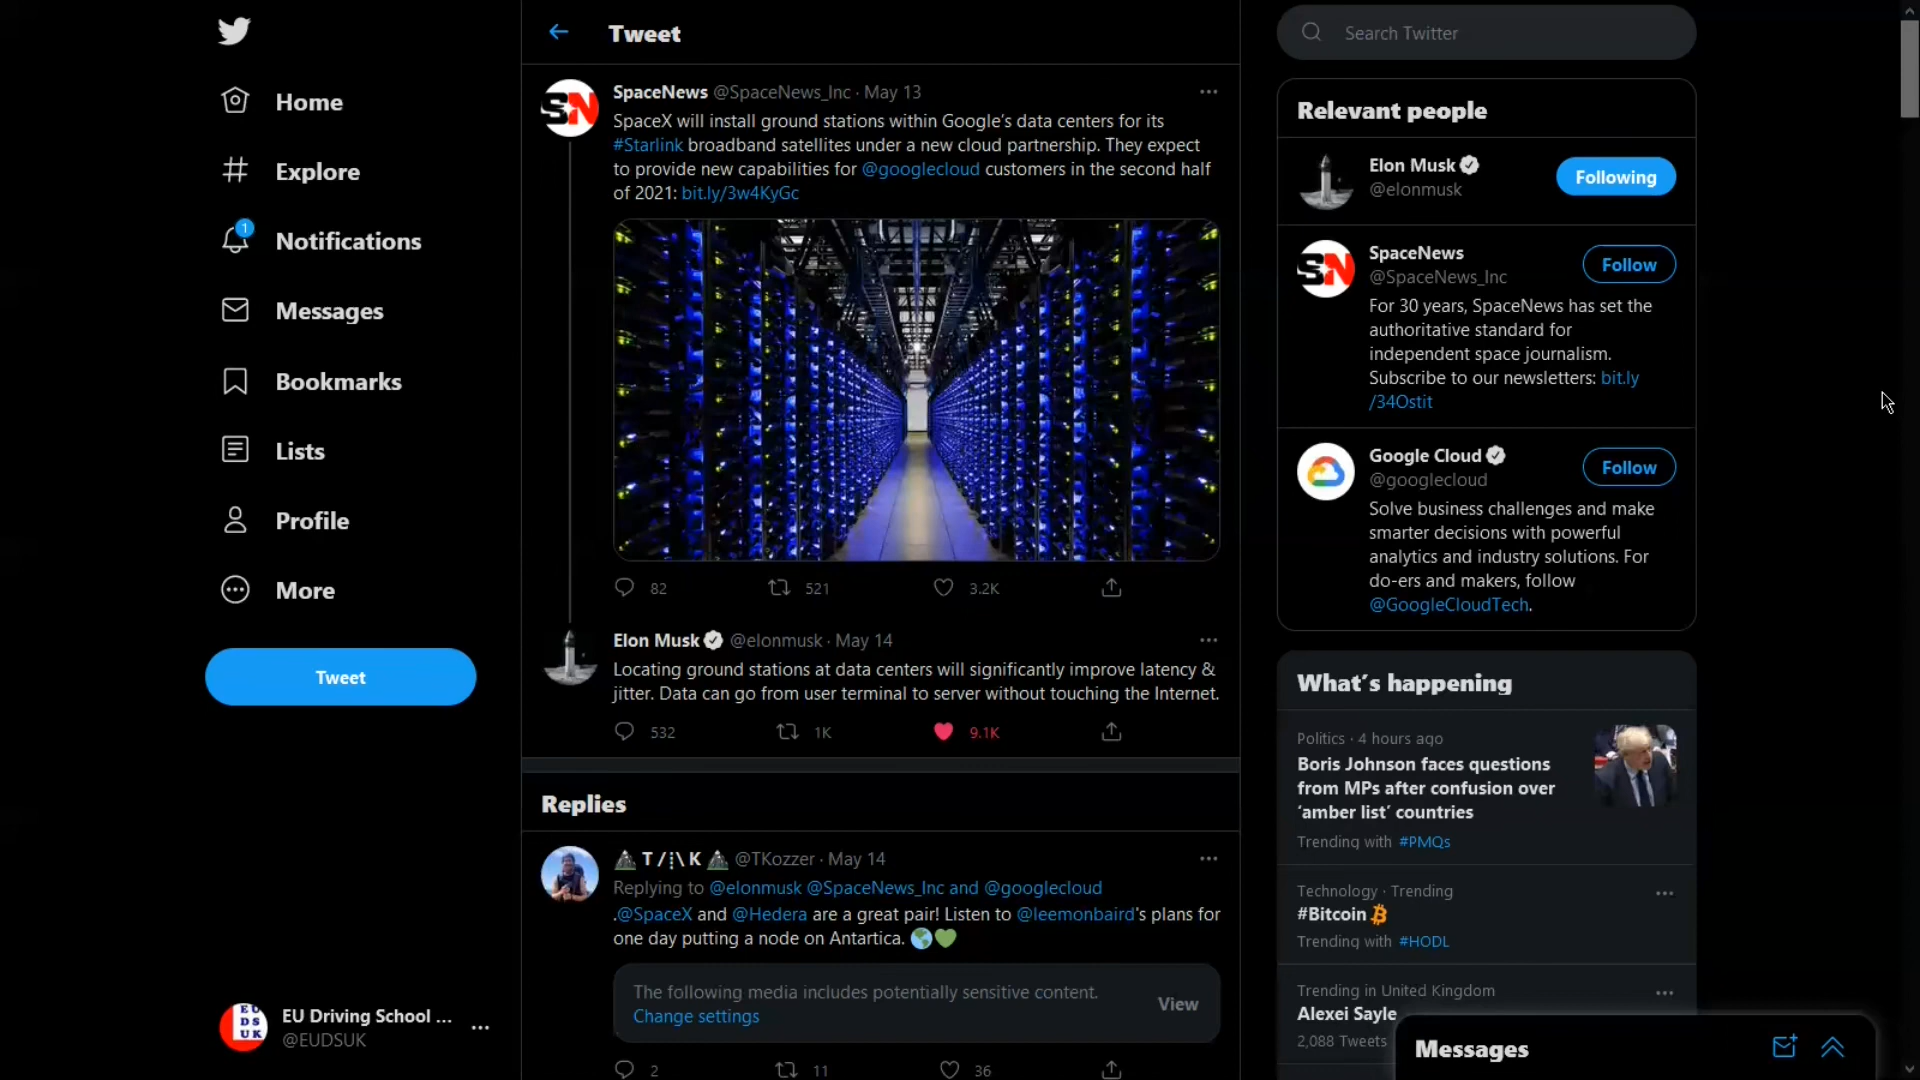 Home
Explore
1
Notifications
Messages
Bookmarks
Lists
Profile
More
Tweet
EU Driving School ...
@EUDSUK
EU
DS
UK
Tweet
SN
SpaceNews @SpaceNews_Inc · May 13
SpaceX will install ground stations within Google's data centers for its
#Starlink broadband satellites under a new cloud partnership. They expect
to provide new capabilities for @googlecloud customers in the second half
of 2021: bit.ly/3w4KyGc
82 521 3.2K
Elon Musk @elonmusk · May 14
Locating ground stations at data centers will significantly improve latency &
jitter. Data can go from user terminal to server without touching the Internet.
532 1K 9.1K
Replies
T /⁞\ K @TKozzer · May 14
Replying to @elonmusk @SpaceNews_Inc and @googlecloud
.@SpaceX and @Hedera are a great pair! Listen to @leemonbaird's plans for
one day putting a node on Antartica. 🌎💚
The following media includes potentially sensitive content.
Change settings
View
2 11 36
Search Twitter
Relevant people
Elon Musk
@elonmusk
Following
SN
SpaceNews
@SpaceNews_Inc
Follow
For 30 years, SpaceNews has set the
authoritative standard for
independent space journalism.
Subscribe to our newsletters: bit.ly
/34Ostit
Google Cloud
@googlecloud
Follow
Solve business challenges and make
smarter decisions with powerful
analytics and industry solutions. For
do-ers and makers, follow
@GoogleCloudTech.
What's happening
Politics · 4 hours ago
Boris Johnson faces questions
from MPs after confusion over
'amber list' countries
Trending with #PMQs
Technology · Trending
#Bitcoin
Trending with #HODL
Trending in United Kingdom
Alexei Sayle
2,088 Tweets
Messages